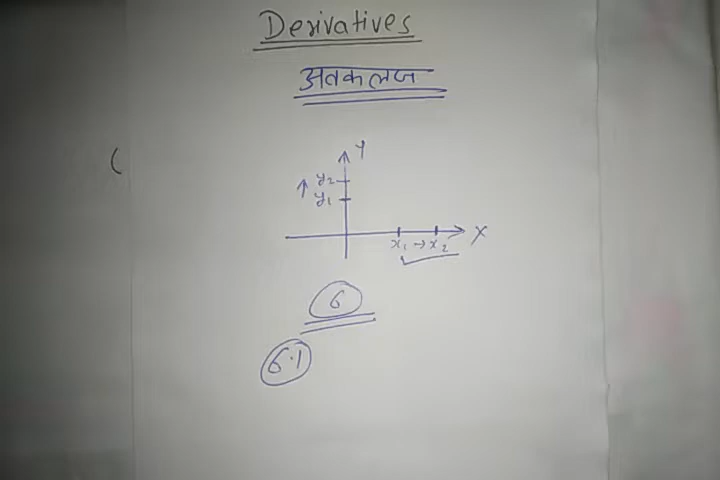 Derivatives
अवकलज
(
Y
↑ y₂
y₁
X
x₁ → x₂
6
6.1